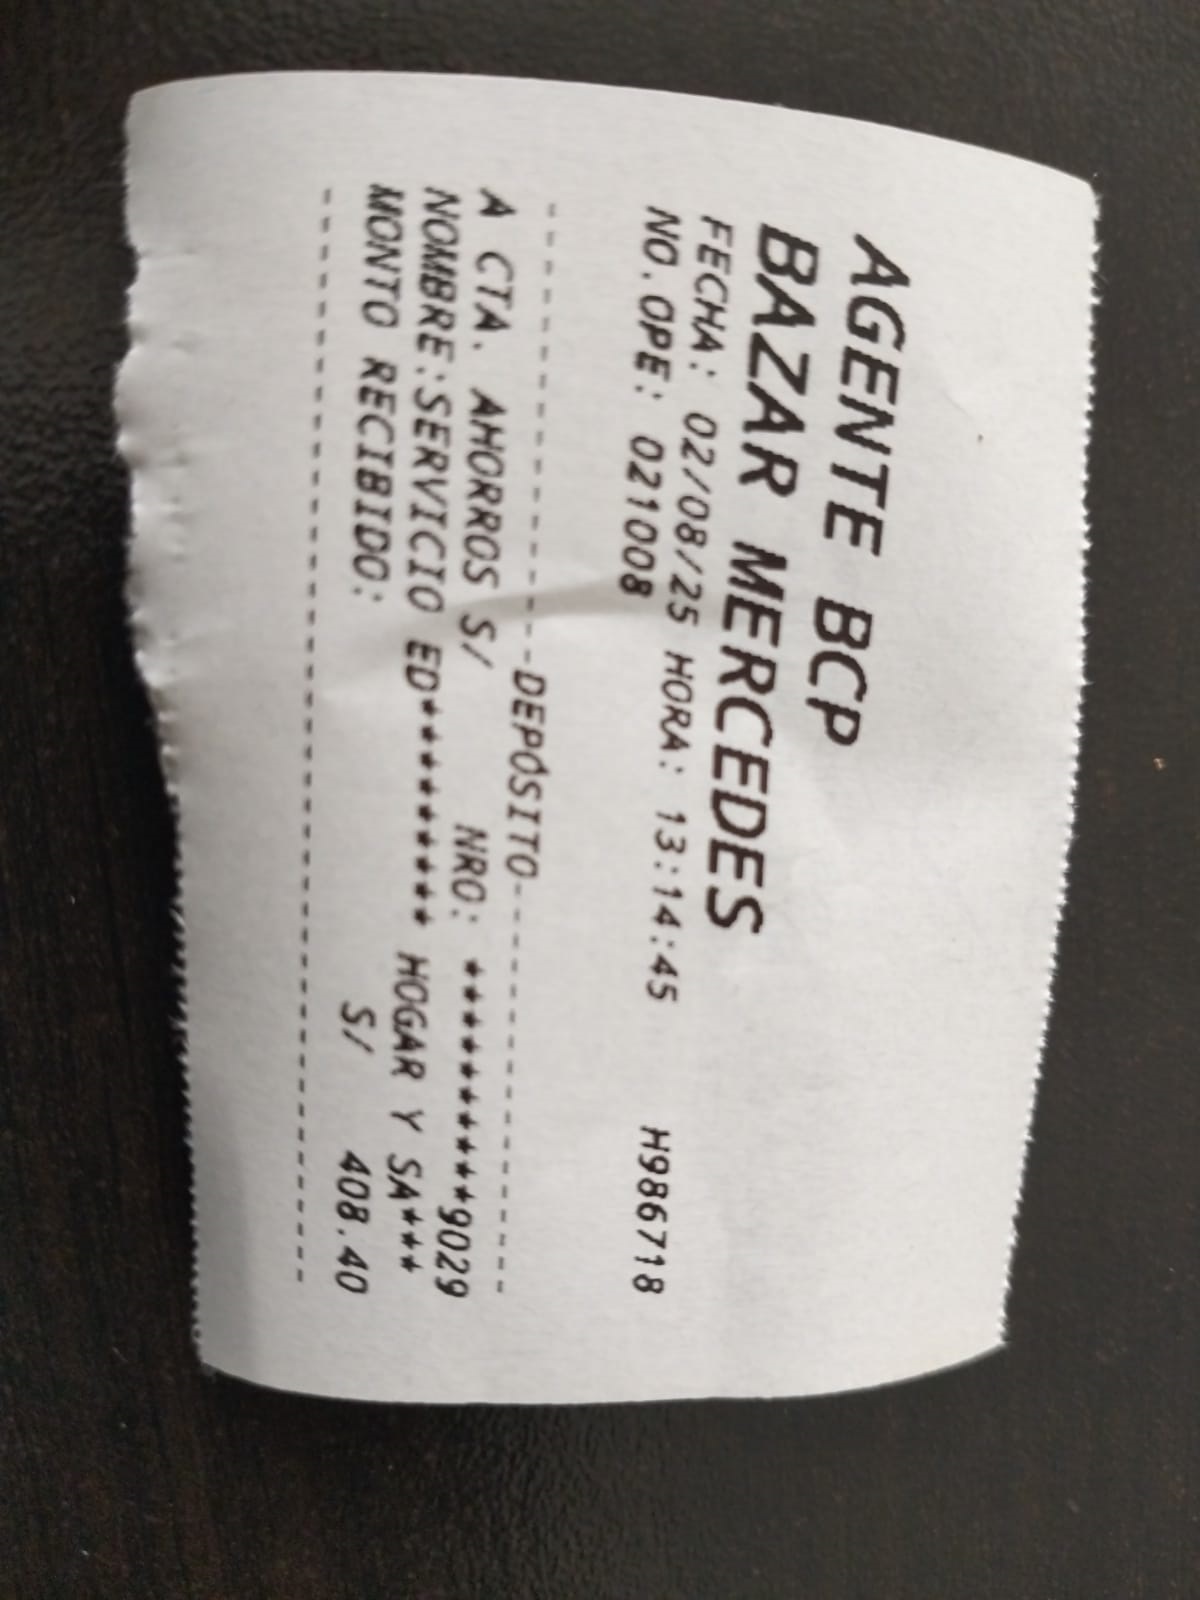 AGENTE BCP
BAZAR MERCEDES
FECHA: 02/08/25 HORA: 13:14:45 H986718
NO.OPE: 021008
--------------------DEPOSITO--------------------
A CTA. AHORROS S/ NRO: **********9029
NOMBRE:SERVICIO ED********** HOGAR Y SA***
MONTO RECIBIDO: S/ 408.40
------------------------------------------------